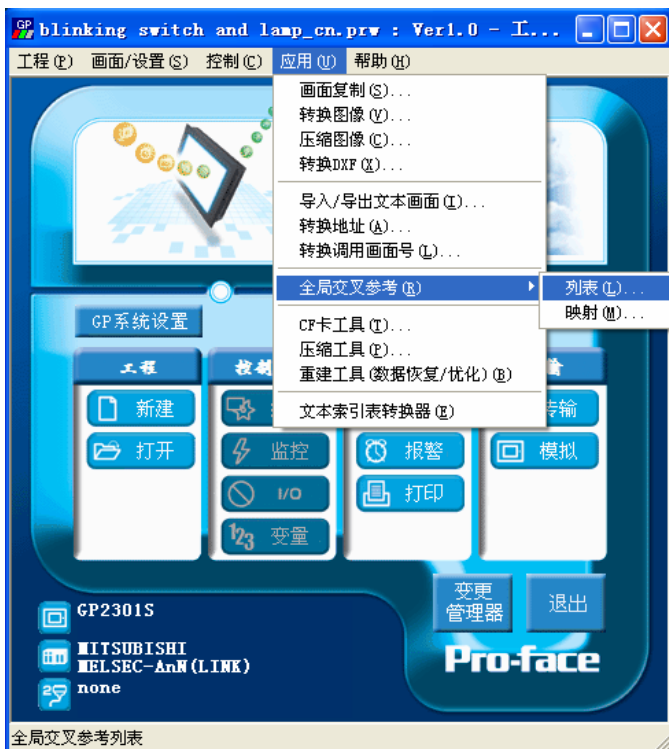 blinking switch and lamp_cn.prw : Ver1.0 - 工...
工程(P) 画面/设置(S) 控制(C) 应用(U) 帮助(H)
画面复制(S)...
转换图像(V)...
压缩图像(C)...
转换DXF(X)...
导入/导出文本画面(I)...
转换地址(A)...
转换调用画面号(L)...
全局交叉参考(R)
列表(L)...
映射(M)...
CF卡工具(T)...
压缩工具(P)...
重建工具(数据恢复/优化)(B)
文本索引表转换器(E)
GP系统设置
工程
新建
打开
监控
I/O
变量
报警
打印
传输
模拟
变更
管理器
退出
GP2301S
MITSUBISHI
MELSEC-AnN(LINK)
none
Pro-face
全局交叉参考列表